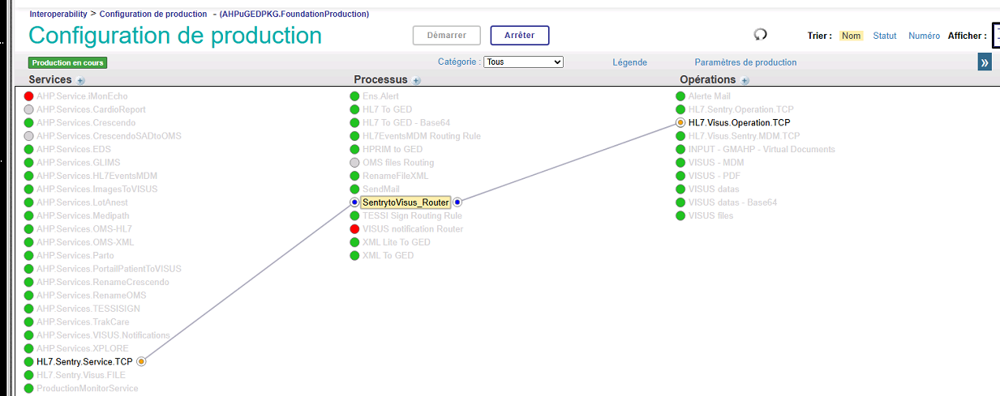 Interoperability > Configuration de production - (AHPuGEDPKG.FoundationProduction)
Configuration de production
Démarrer
Arrêter
Trier : Nom Statut Numéro Afficher :
Production en cours
Catégorie : Tous
Légende
Paramètres de production
»
Services
AHP.Service.iMonEcho
AHP.Services.CardioReport
AHP.Services.Crescendo
AHP.Services.CrescendoSADtoOMS
AHP.Services.EDS
AHP.Services.GLIMS
AHP.Services.HL7EventsMDM
AHP.Services.ImagesToVISUS
AHP.Services.LotAnest
AHP.Services.Medipath
AHP.Services.OMS-HL7
AHP.Services.OMS-XML
AHP.Services.Parto
AHP.Services.PortailPatientToVISUS
AHP.Services.RenameCrescendo
AHP.Services.RenameOMS
AHP.Services.TESSISIGN
AHP.Services.TrakCare
AHP.Services.VISUS.Notifications
AHP.Services.XPLORE
HL7.Sentry.Service.TCP
HL7.Sentry.Visus.FILE
ProductionMonitorService
Processus
Ens.Alert
HL7 To GED
HL7 To GED - Base64
HL7EventsMDM Routing Rule
HPRIM to GED
OMS files Routing
RenameFileXML
SendMail
SentrytoVisus_Router
TESSI Sign Routing Rule
VISUS notification Router
XML Lite To GED
XML To GED
Opérations
Alerte Mail
HL7.Sentry.Operation.TCP
HL7.Visus.Operation.TCP
HL7.Visus.Sentry.MDM.TCP
INPUT - GMAHP - Virtual Documents
VISUS - MDM
VISUS - PDF
VISUS datas
VISUS datas - Base64
VISUS files